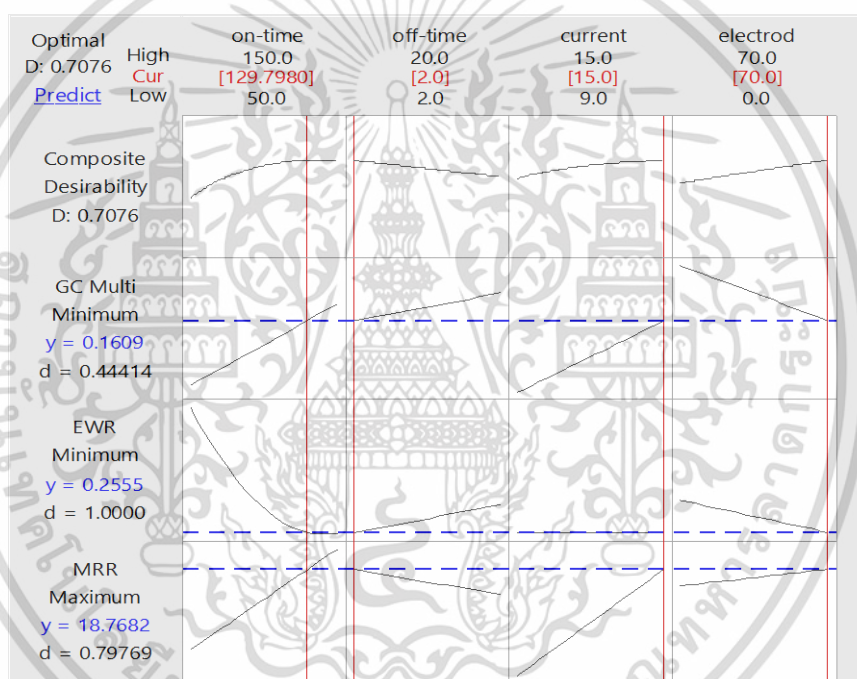 Optimal
D: 0.7076
Predict
High
Cur
Low
on-time
150.0
[129.7980]
50.0
off-time
20.0
[2.0]
2.0
current
15.0
[15.0]
9.0
electrod
70.0
[70.0]
0.0
Composite
Desirability
D: 0.7076
GC Multi
Minimum
y = 0.1609
d = 0.44414
EWR
Minimum
y = 0.2555
d = 1.0000
MRR
Maximum
y = 18.7682
d = 0.79769